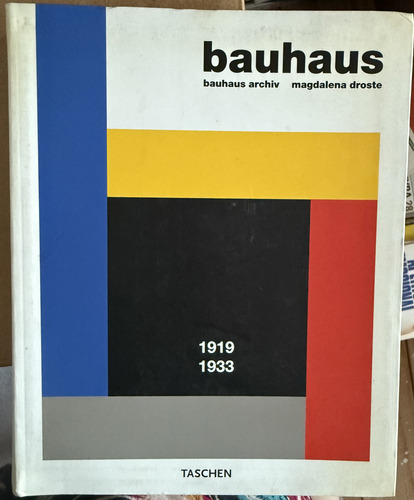 bauhaus
bauhaus archiv magdalena droste
1919
1933
TASCHEN